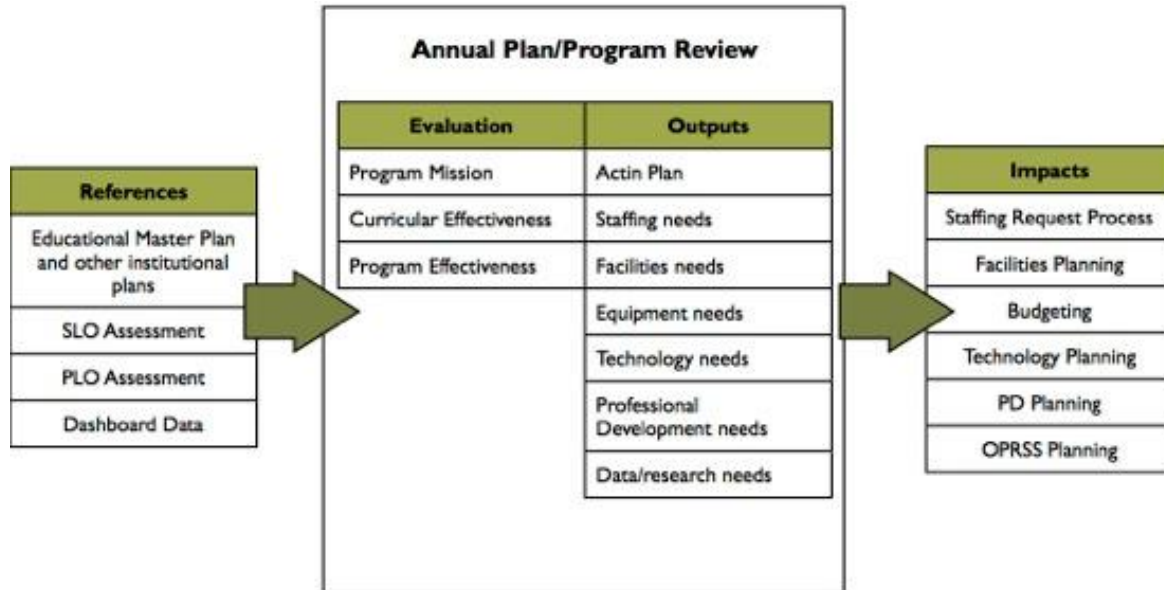 Annual Plan/Program Review
References
Educational Master Plan
and other institutional
plans
SLO Assessment
PLO Assessment
Dashboard Data
Evaluation
Program Mission
Curricular Effectiveness
Program Effectiveness
Outputs
Actin Plan
Staffing needs
Facilities needs
Equipment needs
Technology needs
Professional
Development needs
Data/research needs
Impacts
Staffing Request Process
Facilities Planning
Budgeting
Technology Planning
PD Planning
OPRSS Planning